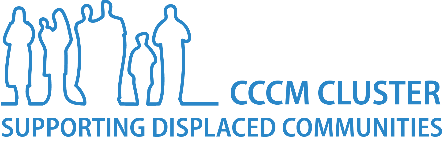 CCCM CLUSTER
SUPPORTING DISPLACED COMMUNITIES